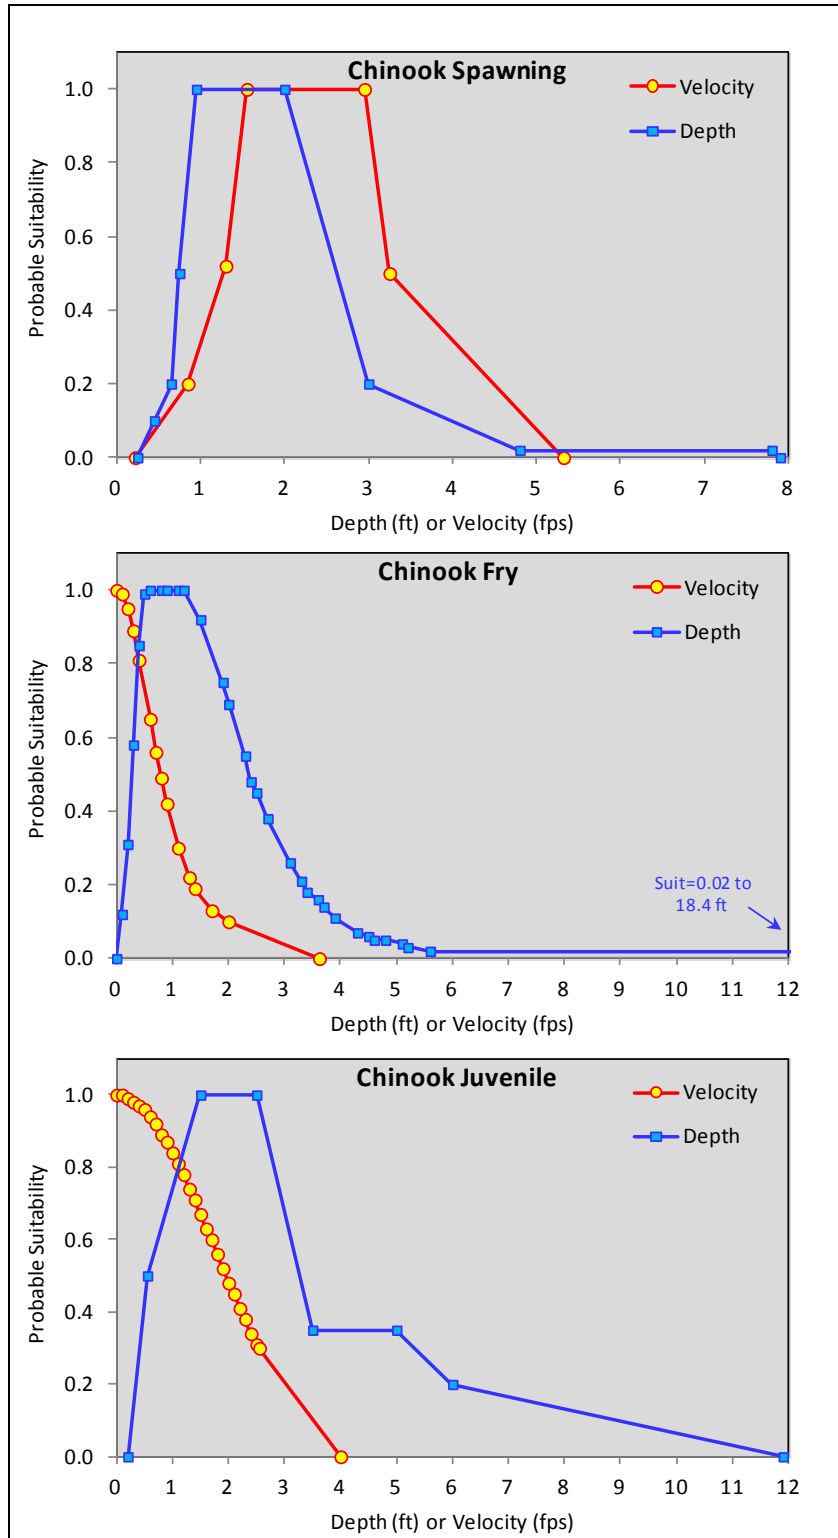 Chinook Spawning
Velocity
Depth
Probable Suitability
1.0
0.8
0.6
0.4
0.2
0.0
0 1 2 3 4 5 6 7 8
Depth (ft) or Velocity (fps)
Chinook Fry
Velocity
Depth
Probable Suitability
1.0
0.8
0.6
0.4
0.2
0.0
Suit=0.02 to
18.4 ft
0 1 2 3 4 5 6 7 8 9 10 11 12
Depth (ft) or Velocity (fps)
Chinook Juvenile
Velocity
Depth
Probable Suitability
1.0
0.8
0.6
0.4
0.2
0.0
0 1 2 3 4 5 6 7 8 9 10 11 12
Depth (ft) or Velocity (fps)